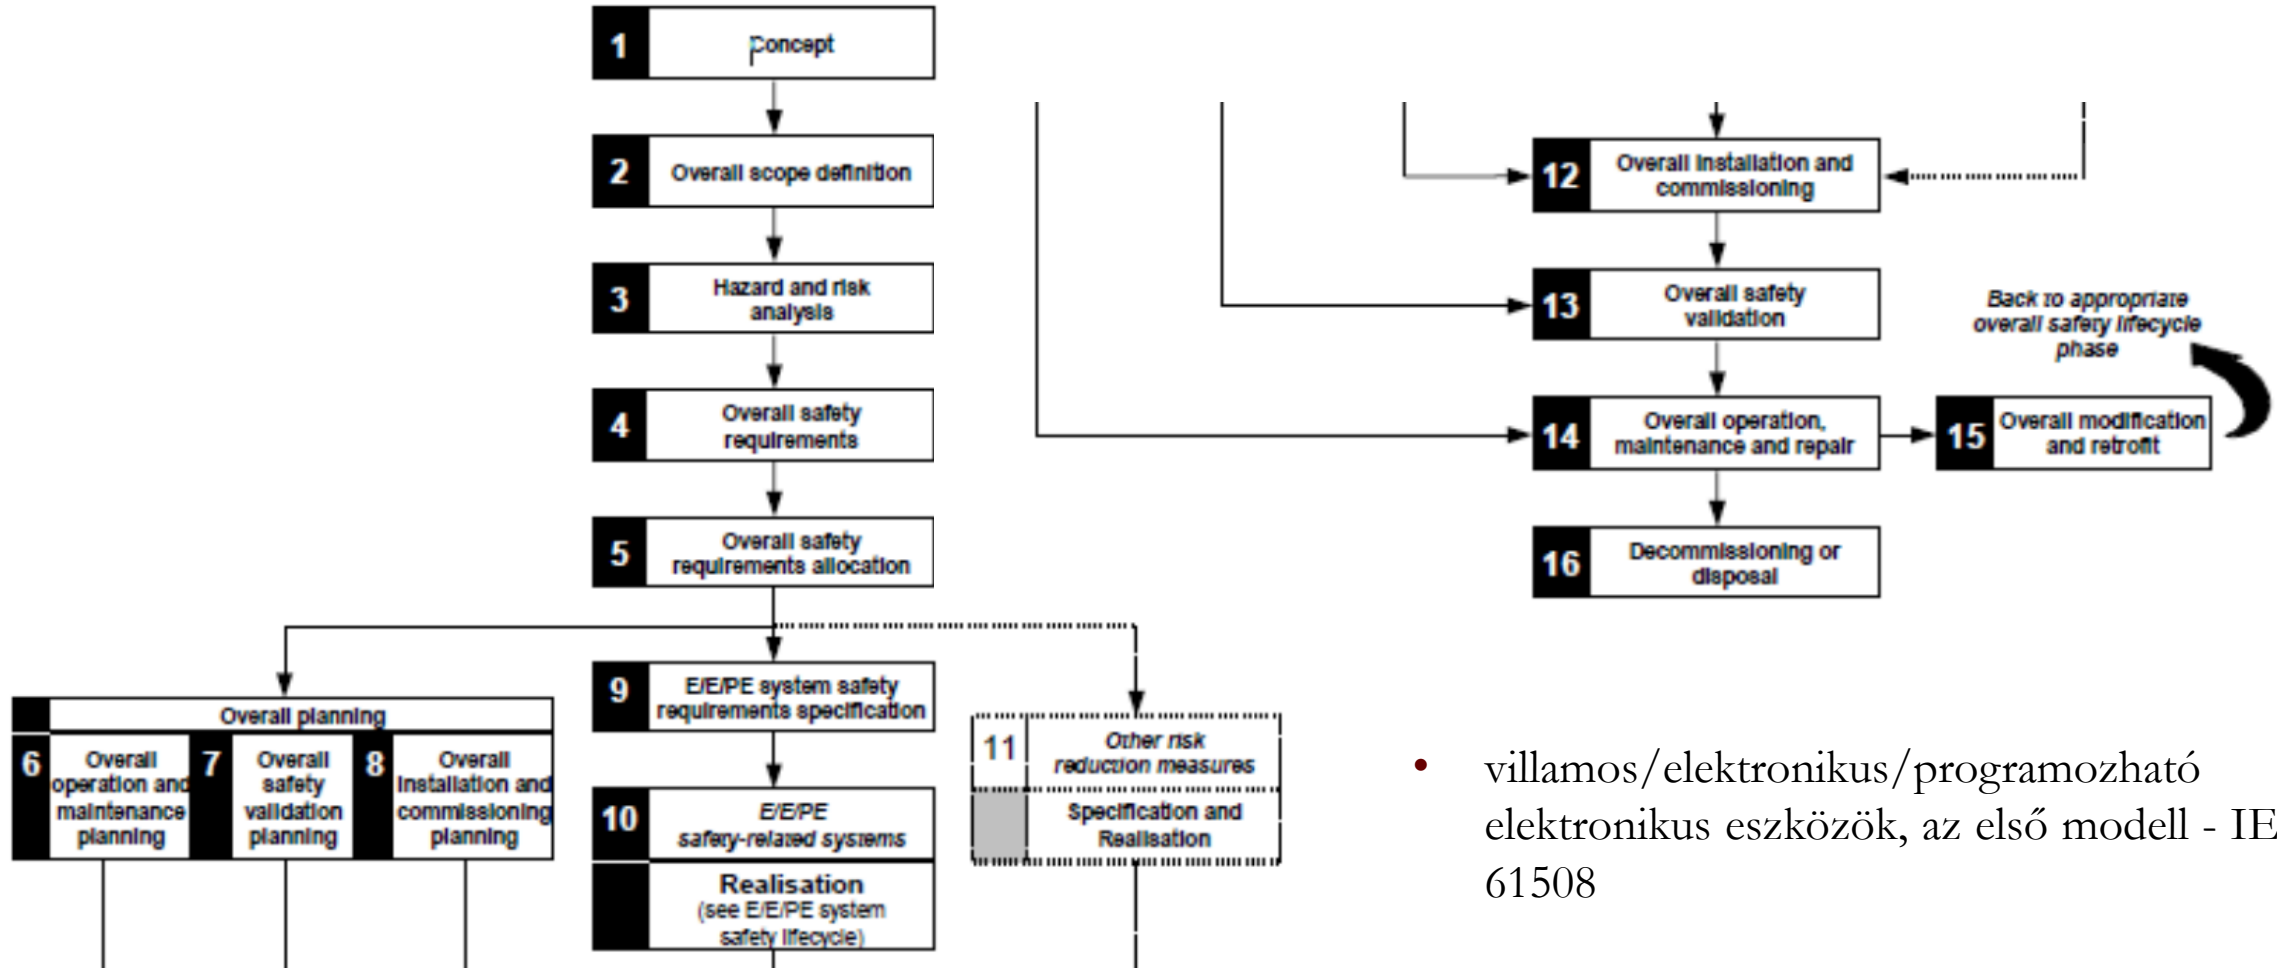 1
Concept
2
Overall scope definition
3
Hazard and risk
analysis
4
Overall safety
requirements
5
Overall safety
requirements allocation
Overall planning
6
Overall
operation and
maintenance
planning
7
Overall
safety
validation
planning
8
Overall
installation and
commissioning
planning
9
E/E/PE system safety
requirements specification
10
E/E/PE
safety-related systems
Realisation
(see E/E/PE system
safety lifecycle)
11
Other risk
reduction measures
Specification and
Realisation
12
Overall installation and
commissioning
13
Overall safety
validation
14
Overall operation,
maintenance and repair
15
Overall modification
and retrofit
Back to appropriate
overall safety lifecycle
phase
16
Decommissioning or
disposal
• villamos/elektronikus/programozható
elektronikus eszközök, az első modell - IE
61508